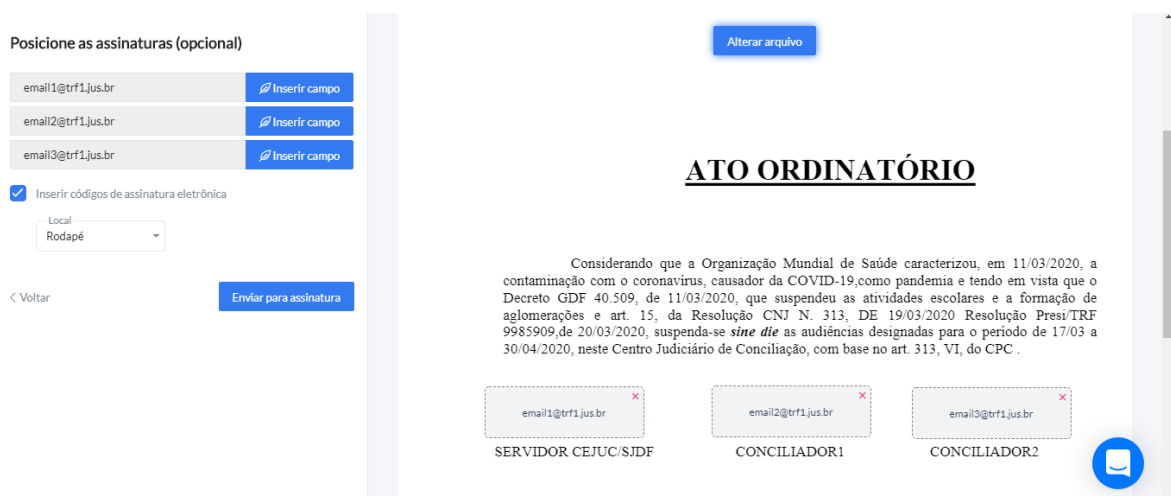 Posicione as assinaturas (opcional)
email1@trf1.jus.br Inserir campo
email2@trf1.jus.br Inserir campo
email3@trf1.jus.br Inserir campo
Inserir códigos de assinatura eletrônica
Local
Rodapé
< Voltar
Enviar para assinatura
Alterar arquivo
ATO ORDINATÓRIO
Considerando que a Organização Mundial de Saúde caracterizou, em 11/03/2020, a
contaminação com o coronavírus, causador da COVID-19,como pandemia e tendo em vista que o
Decreto GDF 40.509, de 11/03/2020, que suspendeu as atividades escolares e a formação de
aglomerações e art. 15, da Resolução CNJ N. 313, DE 19/03/2020 Resolução Presi/TRF
9985909,de 20/03/2020, suspenda-se sine die as audiências designadas para o período de 17/03 a
30/04/2020, neste Centro Judiciário de Conciliação, com base no art. 313, VI, do CPC .
email1@trf1.jus.br email2@trf1.jus.br email3@trf1.jus.br
SERVIDOR CEJUC/SJDF CONCILIADOR1 CONCILIADOR2